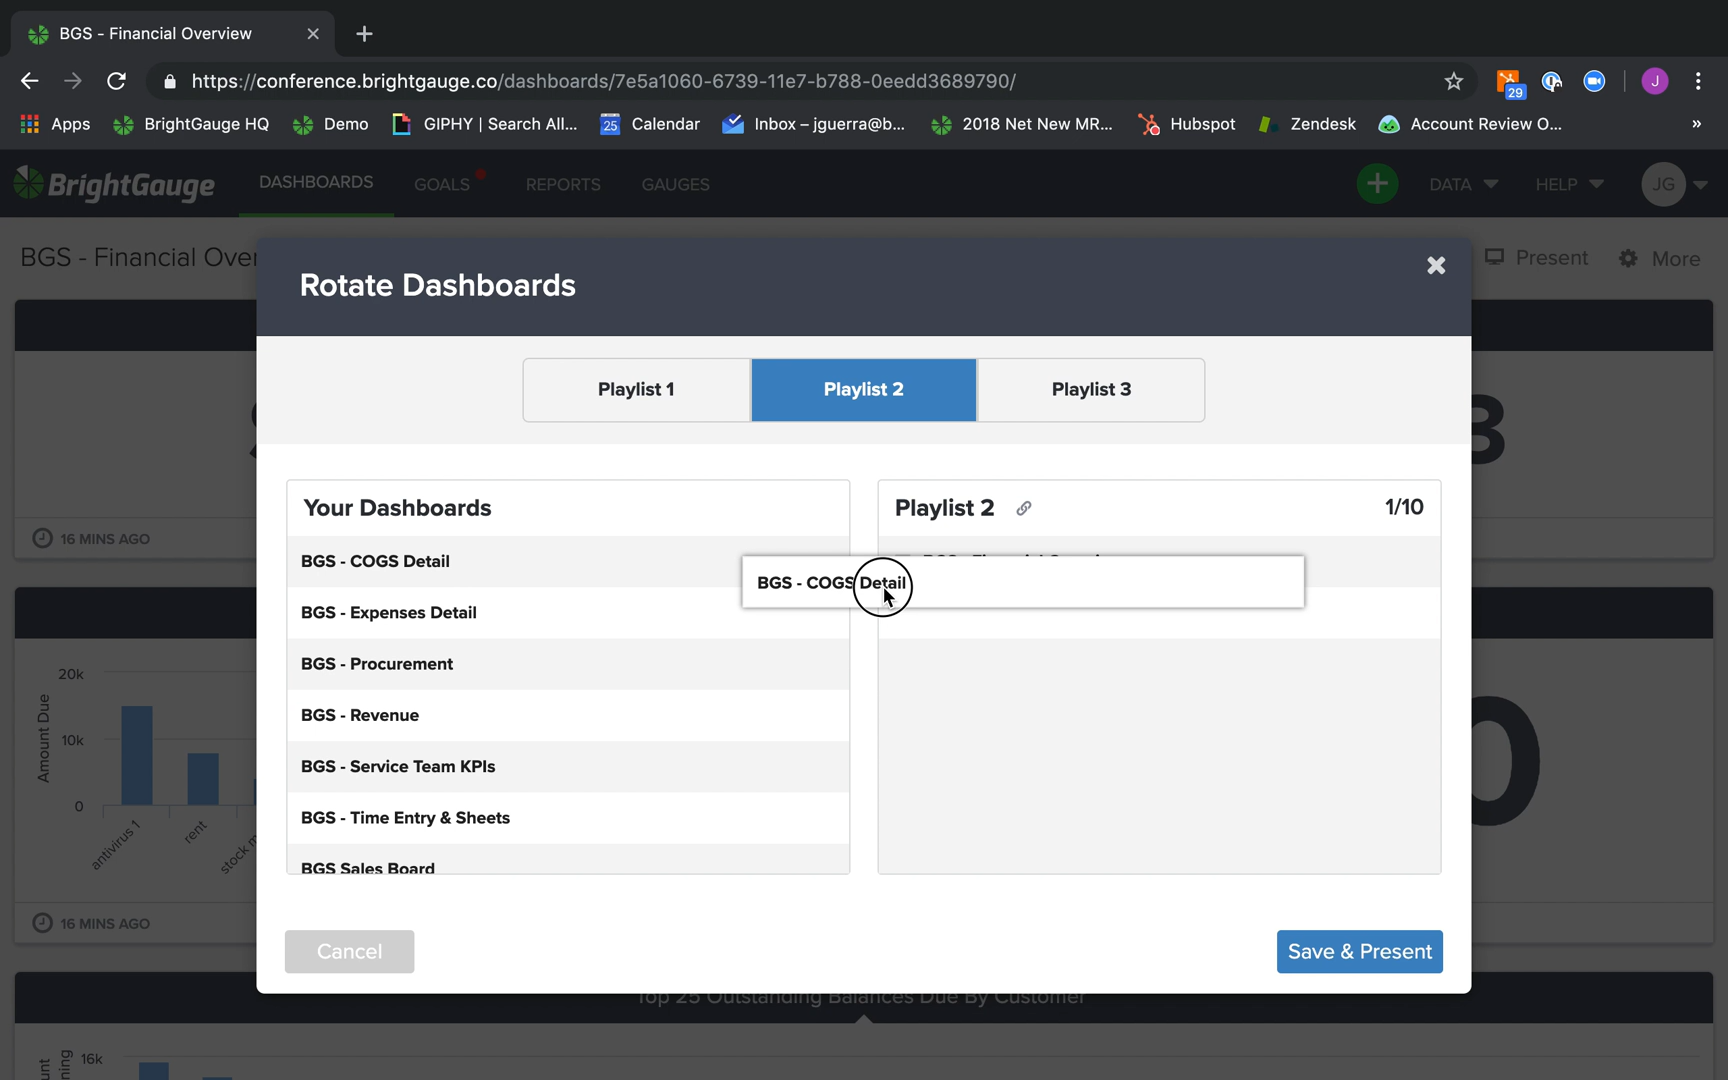 BGS - Financial Overview
https://conference.brightgauge.co/dashboards/7e5a1060-6739-11e7-b788-0eedd3689790/
29
J
Apps
BrightGauge HQ
Demo
GIPHY | Search All...
25
Calendar
Inbox – jguerra@b...
2018 Net New MR...
Hubspot
Zendesk
Account Review O...
»
BrightGauge
DASHBOARDS
GOALS
REPORTS
GAUGES
DATA
HELP
JG
BGS - Financial Over
Present
More
Rotate Dashboards
Playlist 1
Playlist 2
Playlist 3
Your Dashboards
Playlist 2
1/10
BGS - COGS Detail
BGS - COGS Detail
BGS - Expenses Detail
BGS - Procurement
BGS - Revenue
BGS - Service Team KPIs
BGS - Time Entry & Sheets
BGS Sales Board
Cancel
Save & Present
16 MINS AGO
Amount Due
20k
10k
0
antivirus 1
rent
stock m
16 MINS AGO
0
Top 25 Outstanding Balances Due By Customer
16k